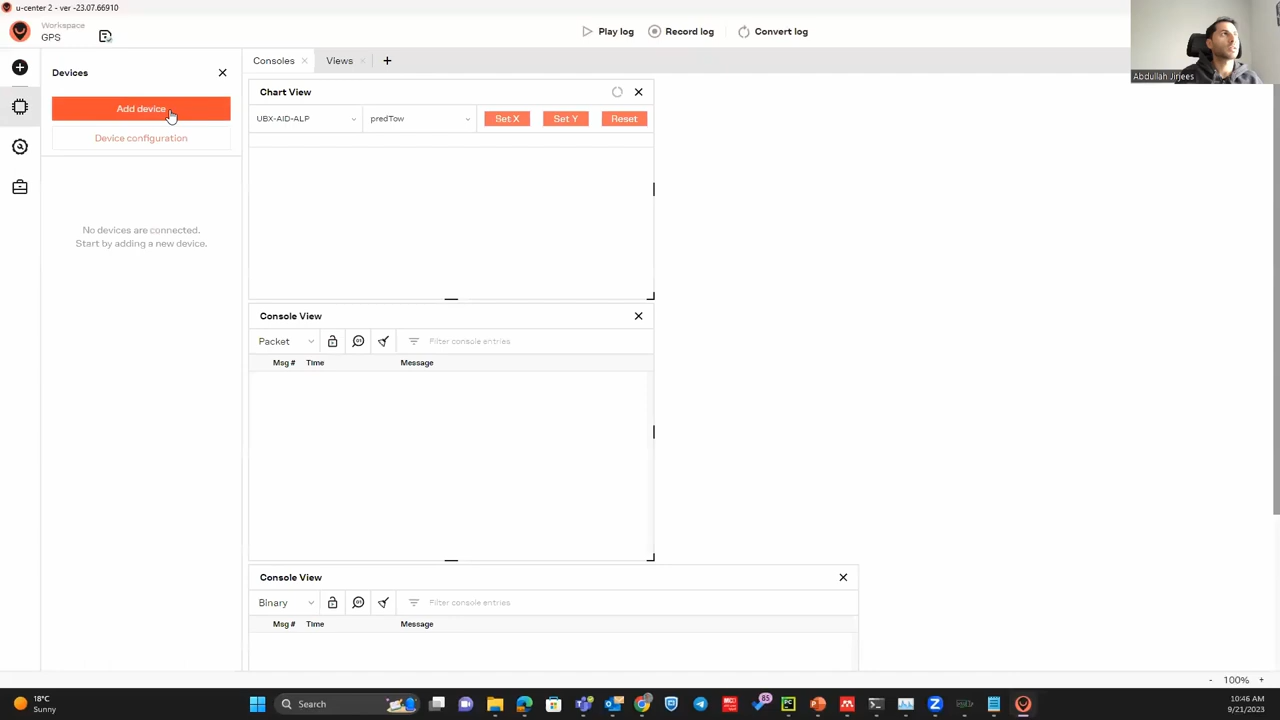 u-center 2 - ver -23.07.66910
Workspace
GPS
Play log
Record log
Convert log
Abdullah Jirjees
Devices
Add device
Device configuration
No devices are connected.
Start by adding a new device.
Consoles
Views
Chart View
UBX-AID-ALP
predTow
Set X
Set Y
Reset
Console View
Packet
Filter console entries
Msg # Time Message
Console View
Binary
Filter console entries
Msg # Time Message
- 100% +
18°C
Sunny
Search
85
10:46 AM
9/21/2023